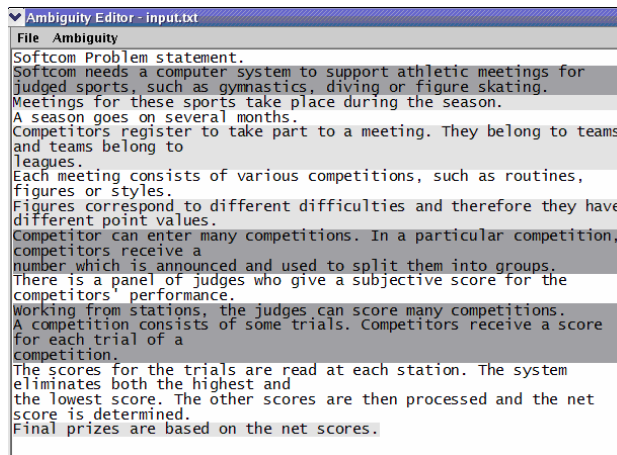 Ambiguity Editor - input.txt
File Ambiguity
Softcom Problem statement.
Softcom needs a computer system to support athletic meetings for
judged sports, such as gymnastics, diving or figure skating.
Meetings for these sports take place during the season.
A season goes on several months.
Competitors register to take part to a meeting. They belong to teams
and teams belong to
leagues.
Each meeting consists of various competitions, such as routines,
figures or styles.
Figures correspond to different difficulties and therefore they have
different point values.
Competitor can enter many competitions. In a particular competition,
competitors receive a
number which is announced and used to split them into groups.
There is a panel of judges who give a subjective score for the
competitors' performance.
Working from stations, the judges can score many competitions.
A competition consists of some trials. Competitors receive a score
for each trial of a
competition.
The scores for the trials are read at each station. The system
eliminates both the highest and
the lowest score. The other scores are then processed and the net
score is determined.
Final prizes are based on the net scores.